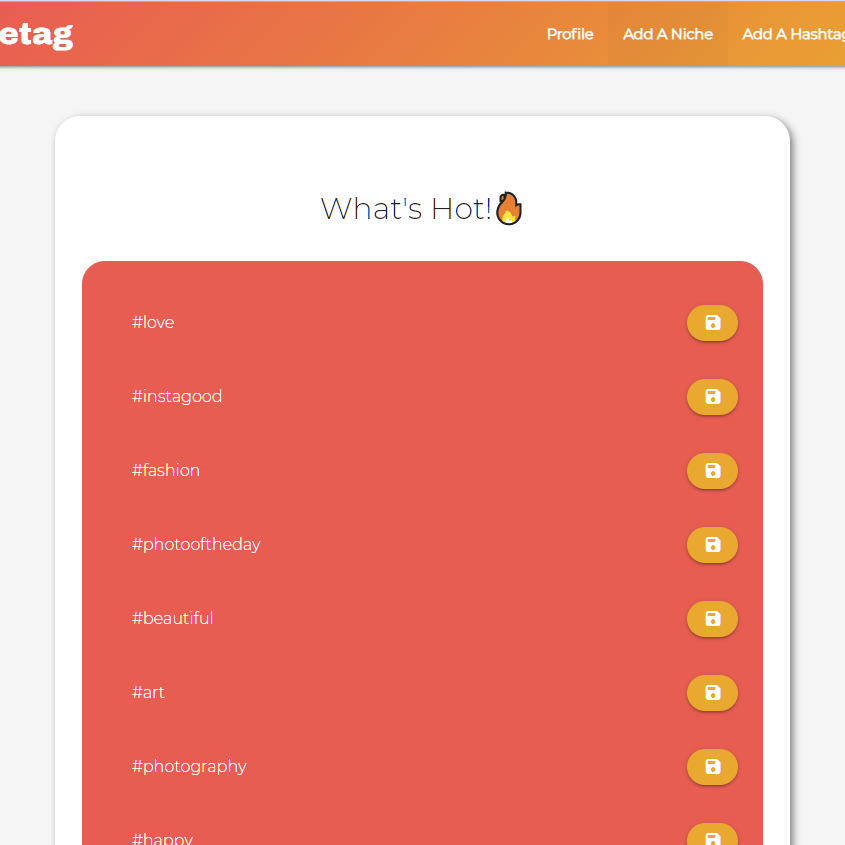 etag
Profile Add A Niche Add A Hashtag
What's Hot!🔥
#love
#instagood
#fashion
#photooftheday
#beautiful
#art
#photography
#happy